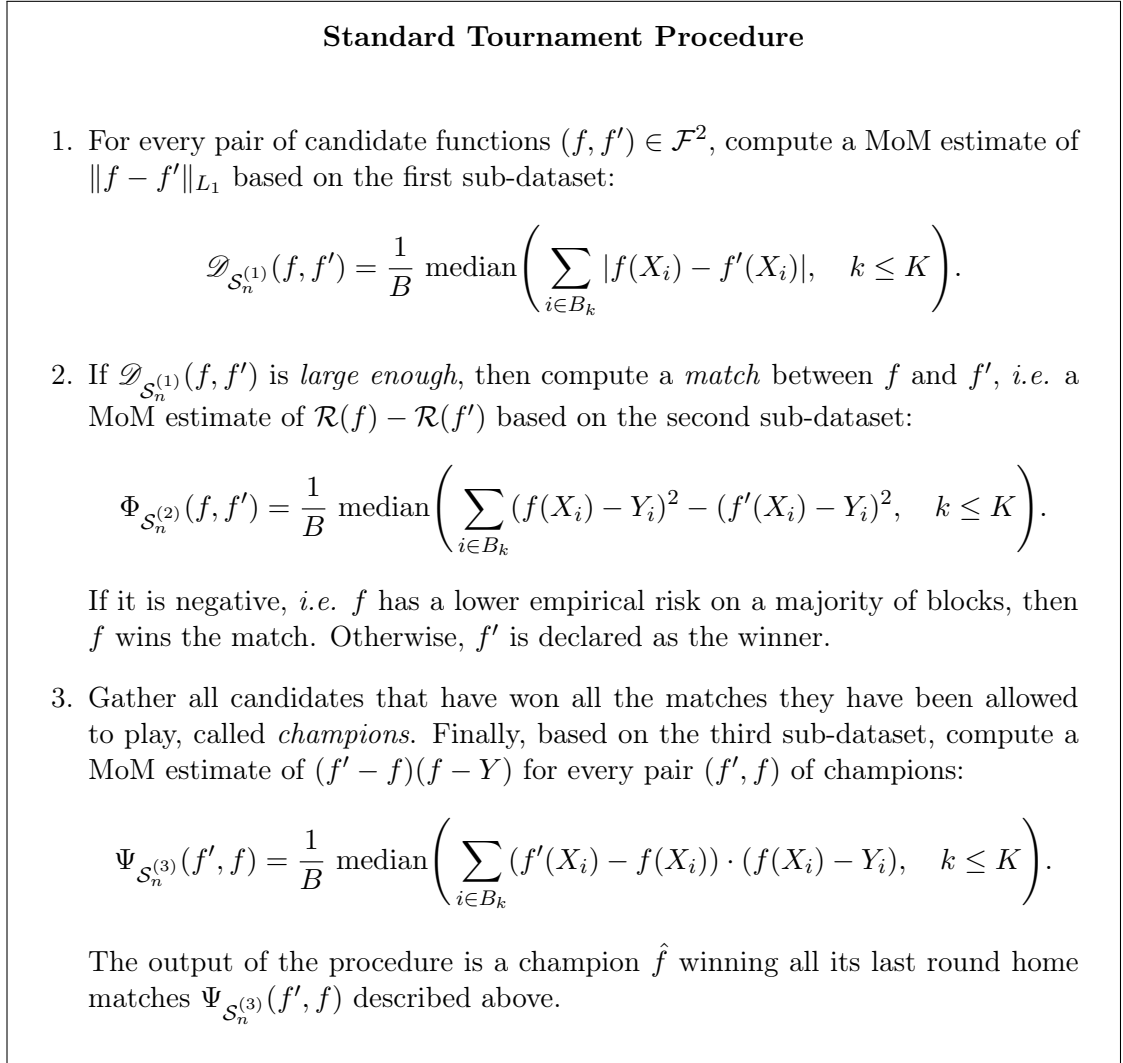 Standard Tournament Procedure
1. For every pair of candidate functions (f, f′) ∈ ℱ², compute a MoM estimate of
∥f − f′∥_{L₁} based on the first sub-dataset:
𝒟_{𝒮_n^{(1)}}(f, f′) = \frac{1}{B} median( ∑_{i∈B_k} |f(X_i) − f′(X_i)|, k ≤ K ).
2. If 𝒟_{𝒮_n^{(1)}}(f, f′) is large enough, then compute a match between f and f′, i.e. a
MoM estimate of ℛ(f) − ℛ(f′) based on the second sub-dataset:
Φ_{𝒮_n^{(2)}}(f, f′) = \frac{1}{B} median( ∑_{i∈B_k} (f(X_i) − Y_i)² − (f′(X_i) − Y_i)², k ≤ K ).
If it is negative, i.e. f has a lower empirical risk on a majority of blocks, then
f wins the match. Otherwise, f′ is declared as the winner.
3. Gather all candidates that have won all the matches they have been allowed
to play, called champions. Finally, based on the third sub-dataset, compute a
MoM estimate of (f′ − f)(f − Y) for every pair (f′, f) of champions:
Ψ_{𝒮_n^{(3)}}(f′, f) = \frac{1}{B} median( ∑_{i∈B_k} (f′(X_i) − f(X_i)) · (f(X_i) − Y_i), k ≤ K ).
The output of the procedure is a champion f̂ winning all its last round home
matches Ψ_{𝒮_n^{(3)}}(f′, f) described above.